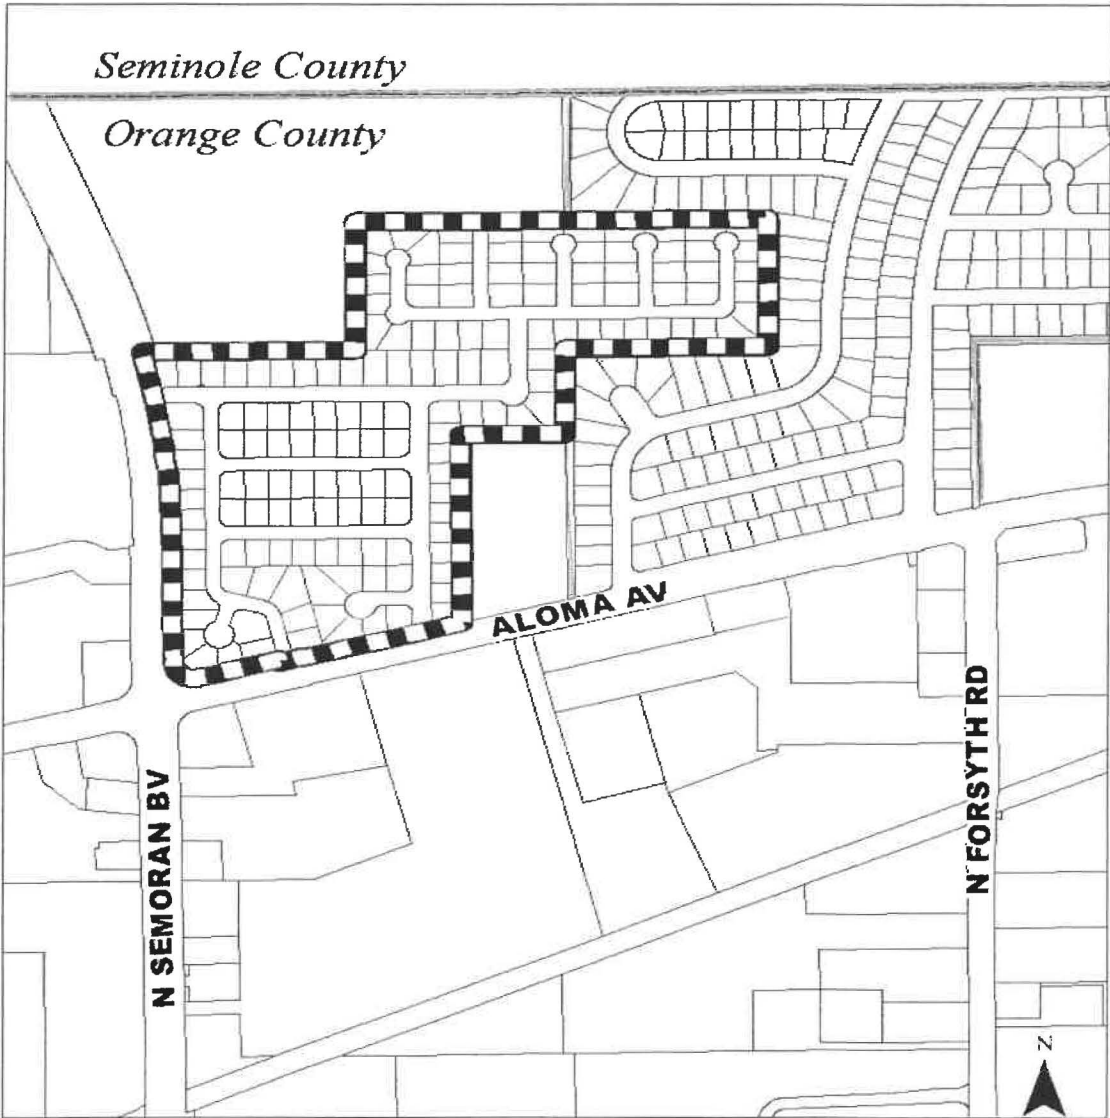 Seminole County
Orange County
ALOMA AV
N SEMORAN BV
N FORSYTH RD
N